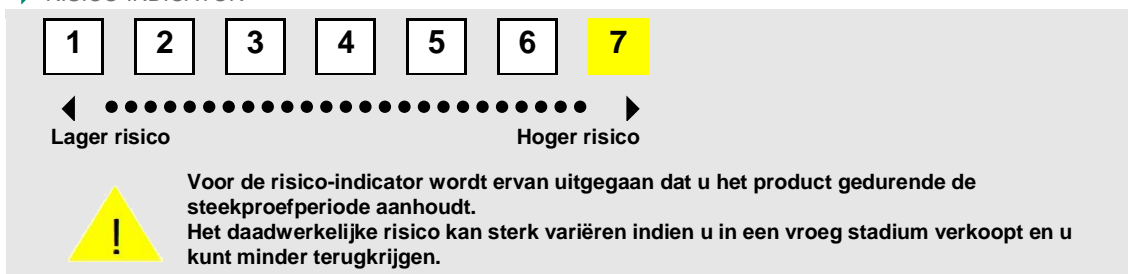 RISICO-INDICATOR
1 2 3 4 5 6 7
Lager risico Hoger risico
Voor de risico-indicator wordt ervan uitgegaan dat u het product gedurende de
steekproefperiode aanhoudt.
! Het daadwerkelijke risico kan sterk variëren indien u in een vroeg stadium verkoopt en u
kunt minder terugkrijgen.